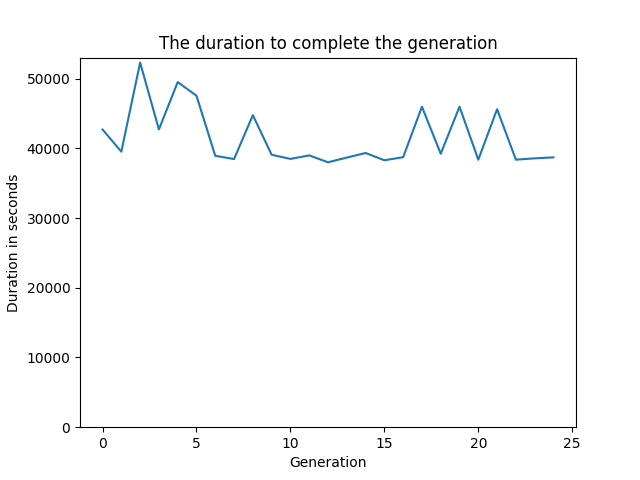 The duration to complete the generation
50000
40000
30000
20000
10000
0
Duration in seconds
0 5 10 15 20 25
Generation